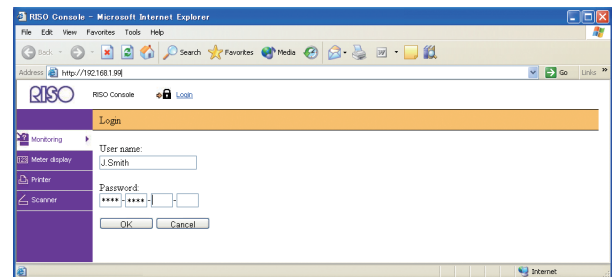 RISO Console - Microsoft Internet Explorer
File Edit View Favorites Tools Help
Back Search Favorites Media
Address http://192.168.1.99/ Go Links »
RISO RISO Console Login
Login
Monitoring
User name:
Meter display
J.Smith
Printer
Password:
Scanner
**** - **** - -
OK Cancel
Internet